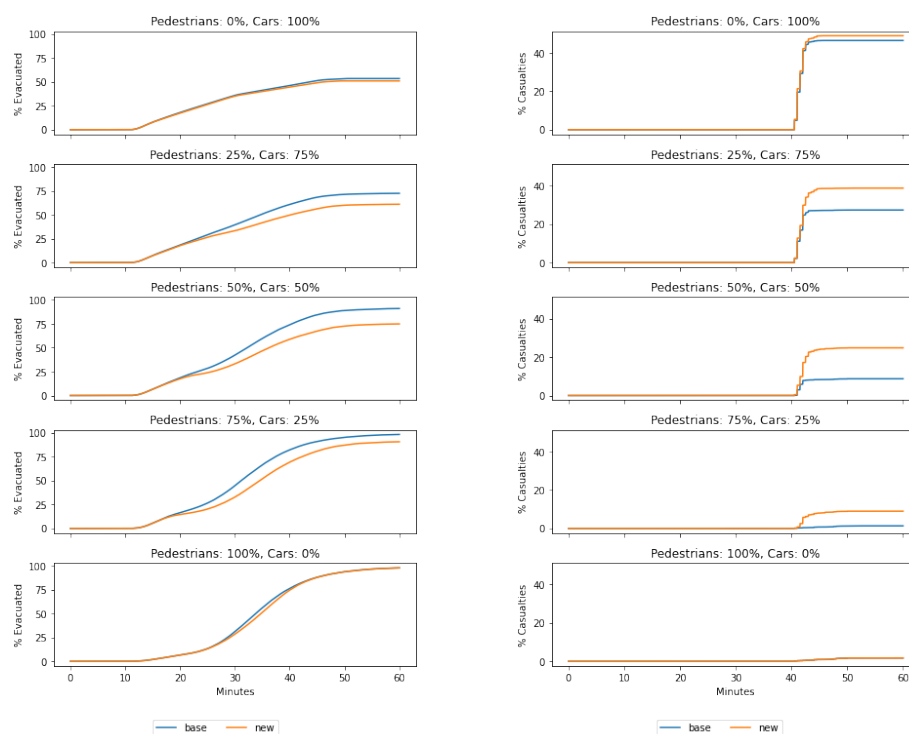 Pedestrians: 0%, Cars: 100%
% Evacuated
100
75
50
25
0
Pedestrians: 0%, Cars: 100%
% Casualties
40
20
0
Pedestrians: 25%, Cars: 75%
% Evacuated
100
75
50
25
0
Pedestrians: 25%, Cars: 75%
% Casualties
40
20
0
Pedestrians: 50%, Cars: 50%
% Evacuated
100
75
50
25
0
Pedestrians: 50%, Cars: 50%
% Casualties
40
20
0
Pedestrians: 75%, Cars: 25%
% Evacuated
100
75
50
25
0
Pedestrians: 75%, Cars: 25%
% Casualties
40
20
0
Pedestrians: 100%, Cars: 0%
% Evacuated
100
75
50
25
0
0 10 20 30 40 50 60
Minutes
Pedestrians: 100%, Cars: 0%
% Casualties
40
20
0
0 10 20 30 40 50 60
Minutes
base new
base new